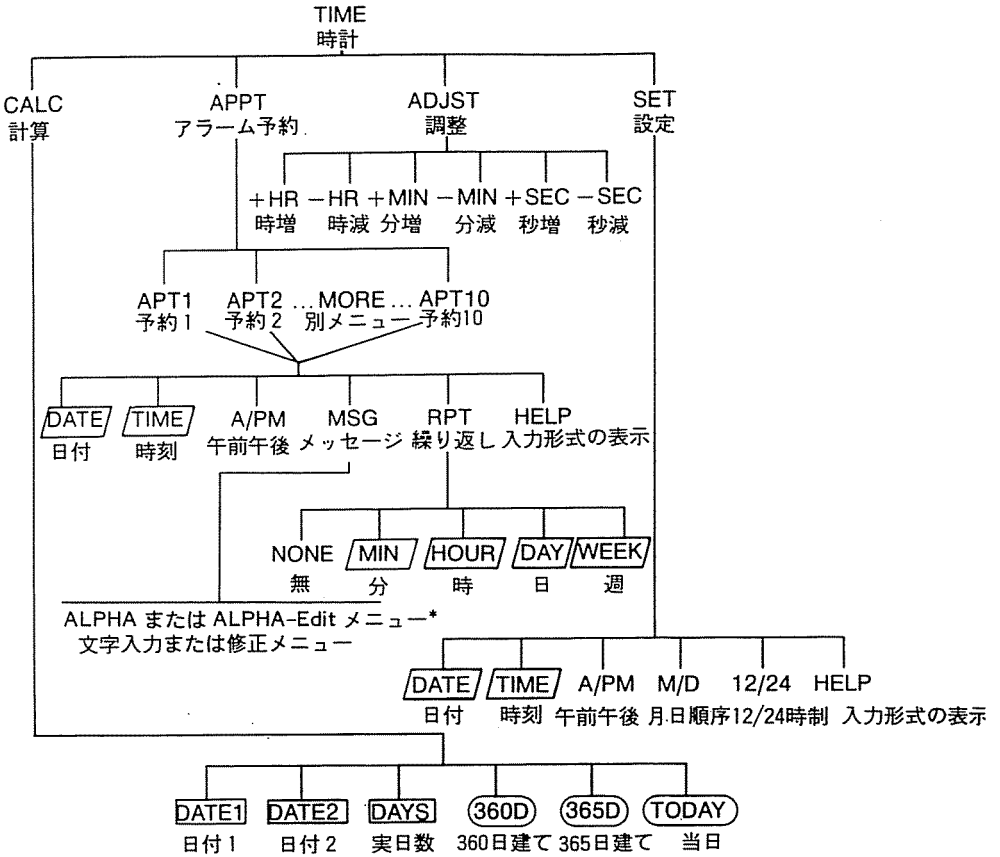 TIME
時計
CALC
計算
APPT
アラーム予約
ADJST
調整
SET
設定
+HR −HR +MIN −MIN +SEC −SEC
時増 時減 分増 分減 秒増 秒減
APT1 APT2 ...MORE... APT10
予約1 予約2 別メニュー 予約10
DATE TIME A/PM MSG RPT HELP
日付 時刻 午前午後 メッセージ 繰り返し 入力形式の表示
NONE MIN HOUR DAY WEEK
無 分 時 日 週
ALPHA または ALPHA-Edit メニュー*
文字入力または修正メニュー
DATE TIME A/PM M/D 12/24 HELP
日付 時刻 午前午後 月.日順序 12/24時制 入力形式の表示
DATE1 DATE2 DAYS 360D 365D TODAY
日付1 日付2 実日数 360日建て 365日建て 当日